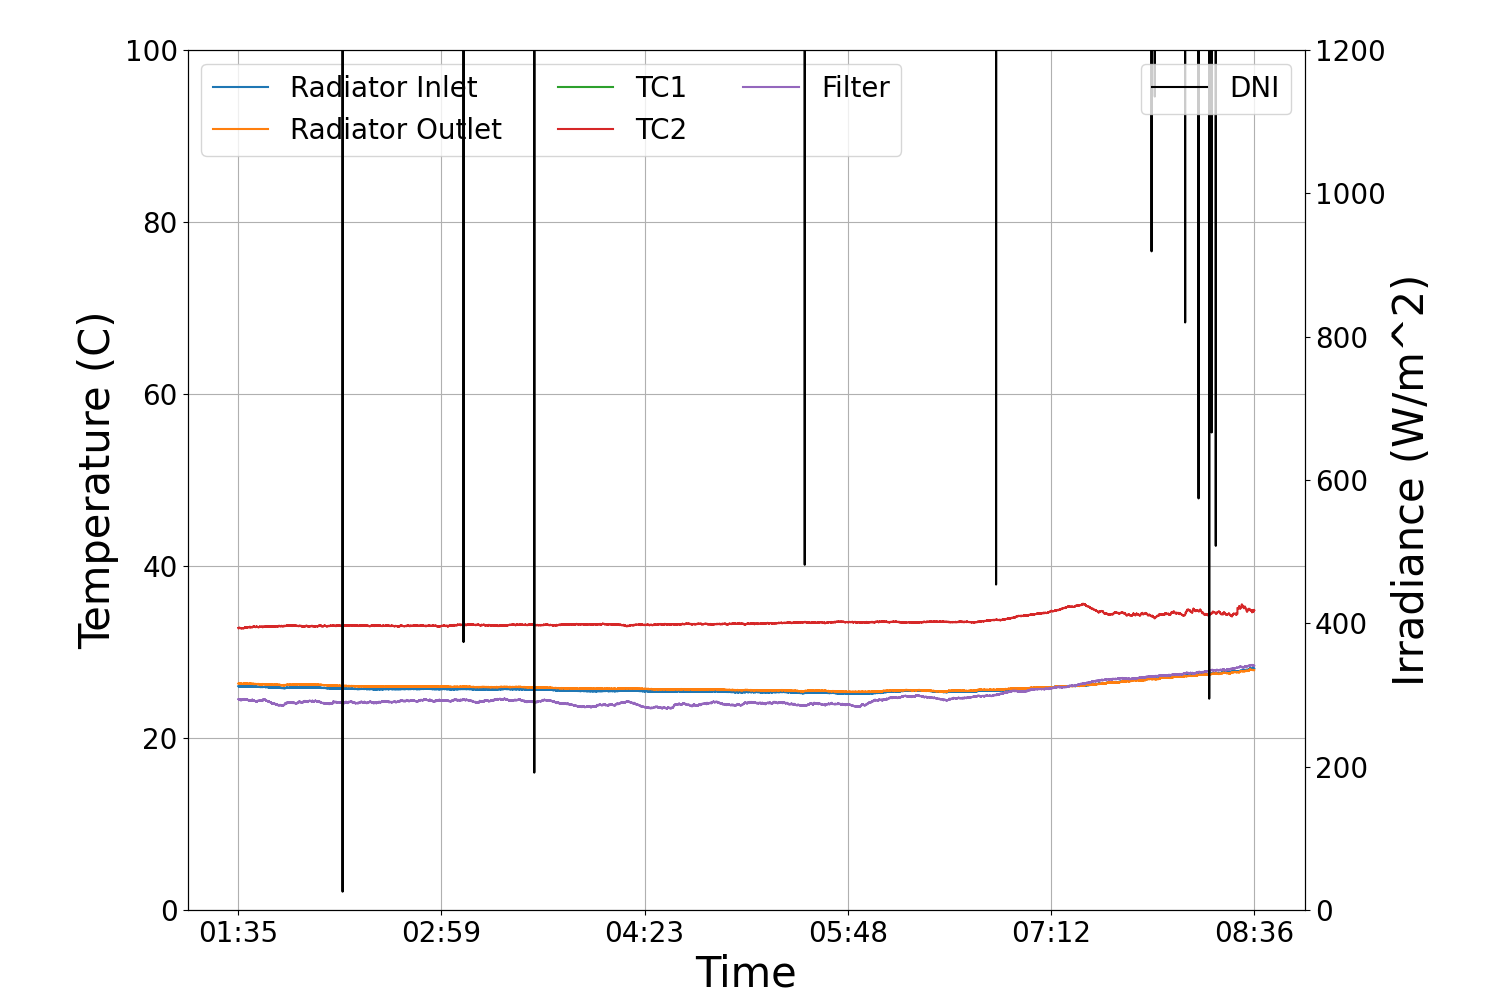 100
80
60
40
20
0
Temperature (C)
Radiator Inlet
Radiator Outlet
TC1
TC2
Filter
DNI
1200
1000
800
600
400
200
0
Irradiance (W/m^2)
01:35 02:59 04:23 05:48 07:12 08:36
Time